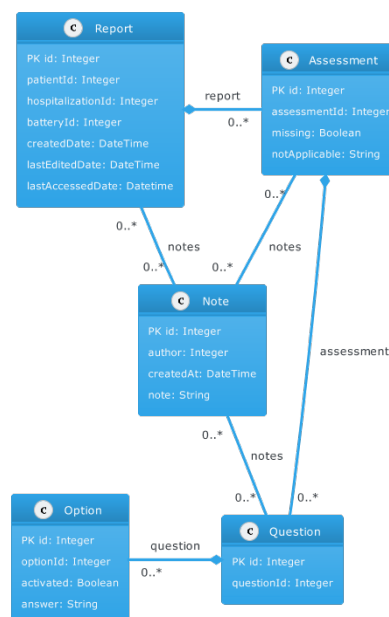 C Report
PK id: Integer
patientId: Integer
hospitalizationId: Integer
batteryId: Integer
createdDate: DateTime
lastEditedDate: DateTime
lastAccessedDate: Datetime
C Assessment
PK id: Integer
assessmentId: Integer
missing: Boolean
notApplicable: String
report
0..*
0..*
notes
0..*
0..*
notes
0..*
C Note
PK id: Integer
author: Integer
createdAt: DateTime
note: String
assessment
0..*
notes
0..*
0..*
C Option
PK id: Integer
optionId: Integer
activated: Boolean
answer: String
question
0..*
C Question
PK id: Integer
questionId: Integer